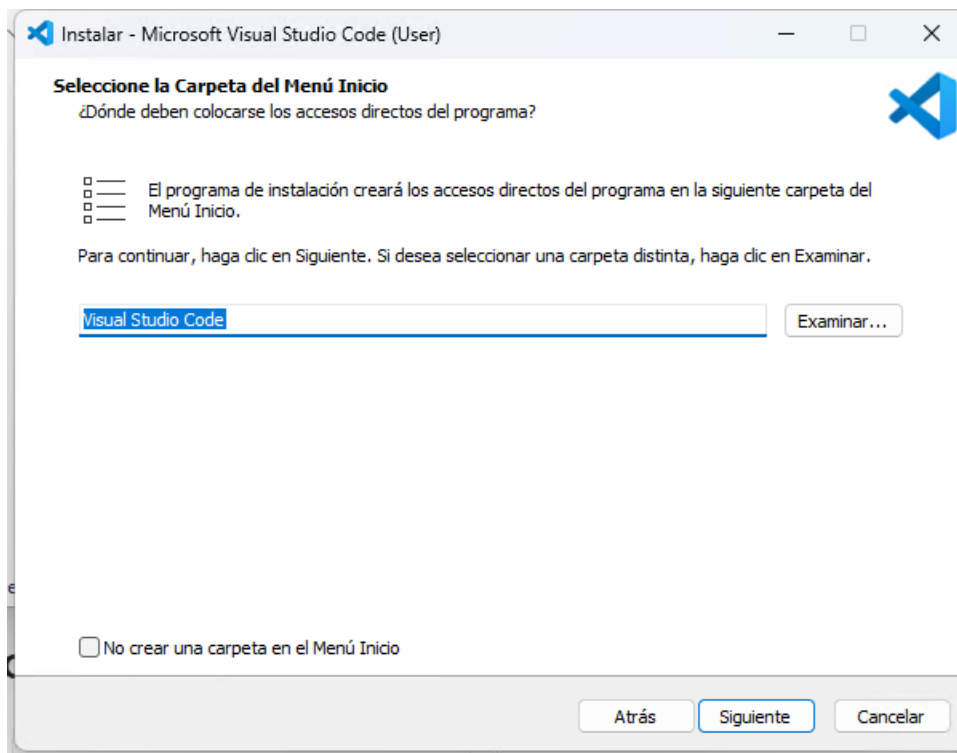 Instalar - Microsoft Visual Studio Code (User)
Seleccione la Carpeta del Menú Inicio
¿Dónde deben colocarse los accesos directos del programa?
El programa de instalación creará los accesos directos del programa en la siguiente carpeta del
Menú Inicio.
Para continuar, haga clic en Siguiente. Si desea seleccionar una carpeta distinta, haga clic en Examinar.
Visual Studio Code
Examinar...
No crear una carpeta en el Menú Inicio
Atrás
Siguiente
Cancelar